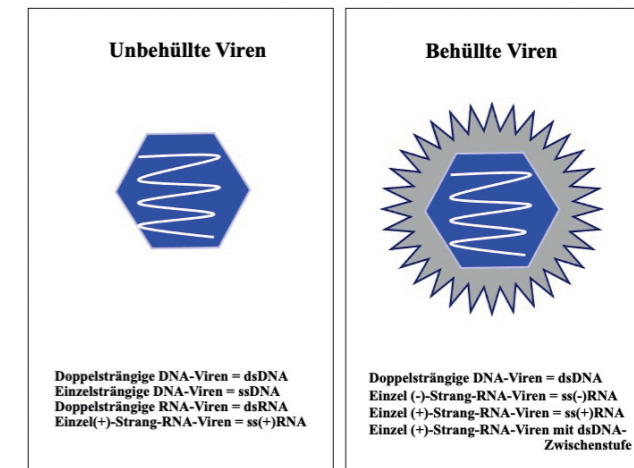 Unbehüllte Viren
Doppelsträngige DNA-Viren = dsDNA
Einzelsträngige DNA-Viren = ssDNA
Doppelsträngige RNA-Viren = dsRNA
Einzel(+)-Strang-RNA-Viren = ss(+)RNA
Behüllte Viren
Doppelsträngige DNA-Viren = dsDNA
Einzel (-)-Strang-RNA-Viren = ss(-)RNA
Einzel (+)-Strang-RNA-Viren = ss(+)RNA
Einzel (+)-Strang-RNA-Viren mit dsDNA-
Zwischenstufe